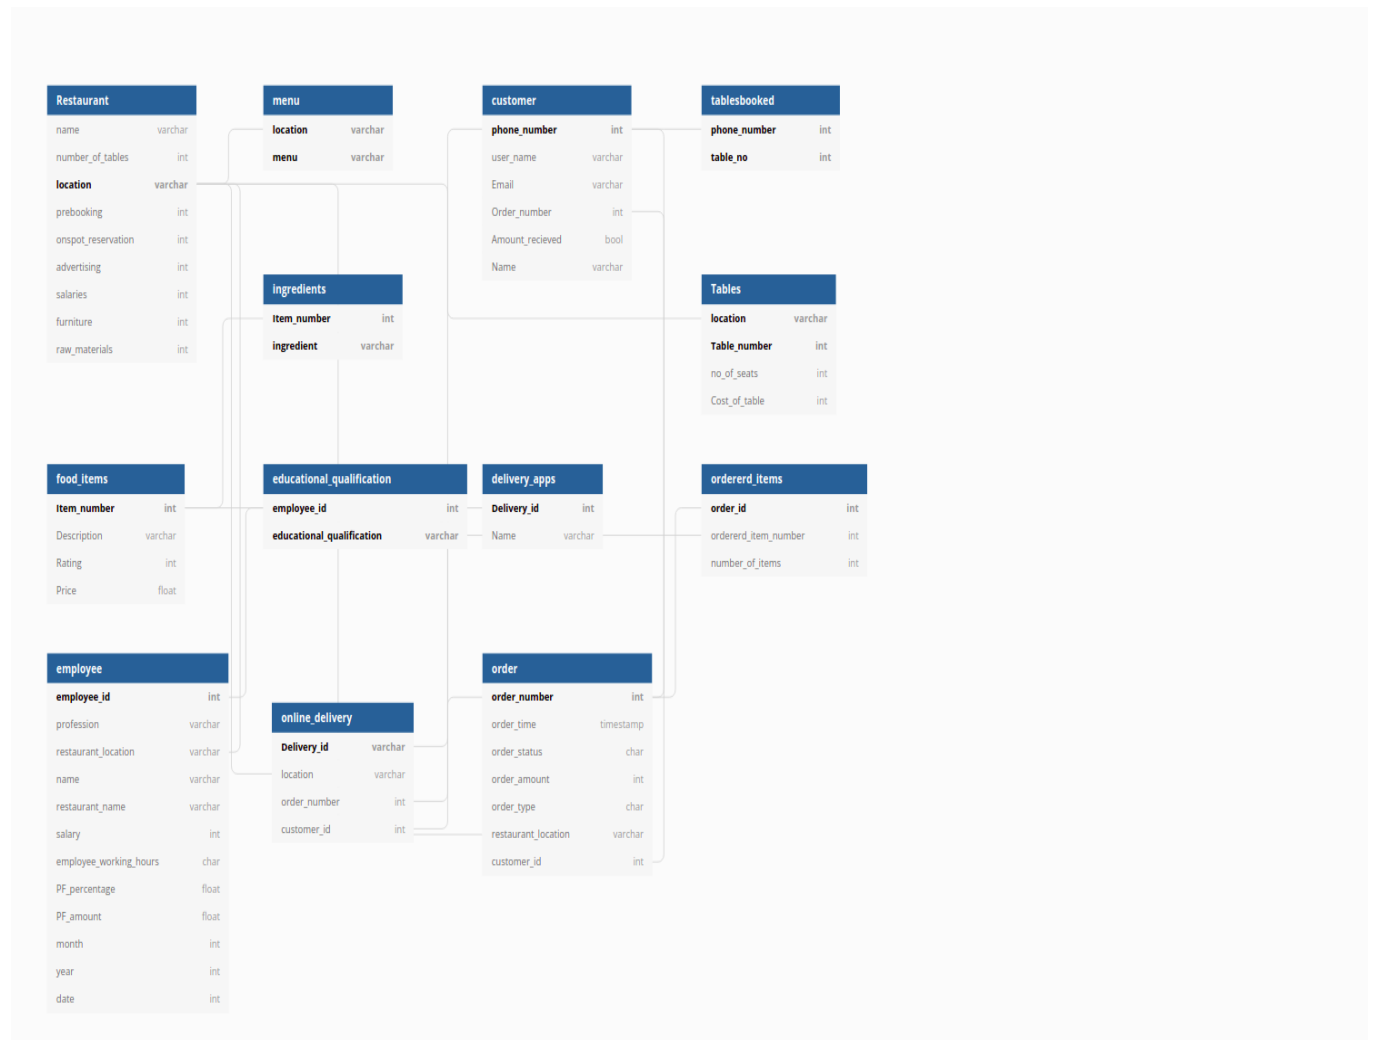 Restaurant
name varchar
number_of_tables int
location varchar
prebooking int
onspot_reservation int
advertising int
salaries int
furniture int
raw_materials int
menu
location varchar
menu varchar
customer
phone_number int
user_name varchar
Email varchar
Order_number int
Amount_recieved bool
Name varchar
tablesbooked
phone_number int
table_no int
ingredients
Item_number int
ingredient varchar
Tables
location varchar
Table_number int
no_of_seats int
Cost_of_table int
food_items
Item_number int
Description varchar
Rating int
Price float
educational_qualification
employee_id int
educational_qualification varchar
delivery_apps
Delivery_id int
Name varchar
ordererd_items
order_id int
ordererd_item_number int
number_of_items int
employee
employee_id int
profession varchar
restaurant_location varchar
name varchar
restaurant_name varchar
salary int
employee_working_hours char
PF_percentage float
PF_amount float
month int
year int
date int
online_delivery
Delivery_id varchar
location varchar
order_number int
customer_id int
order
order_number int
order_time timestamp
order_status char
order_amount int
order_type char
restaurant_location varchar
customer_id int